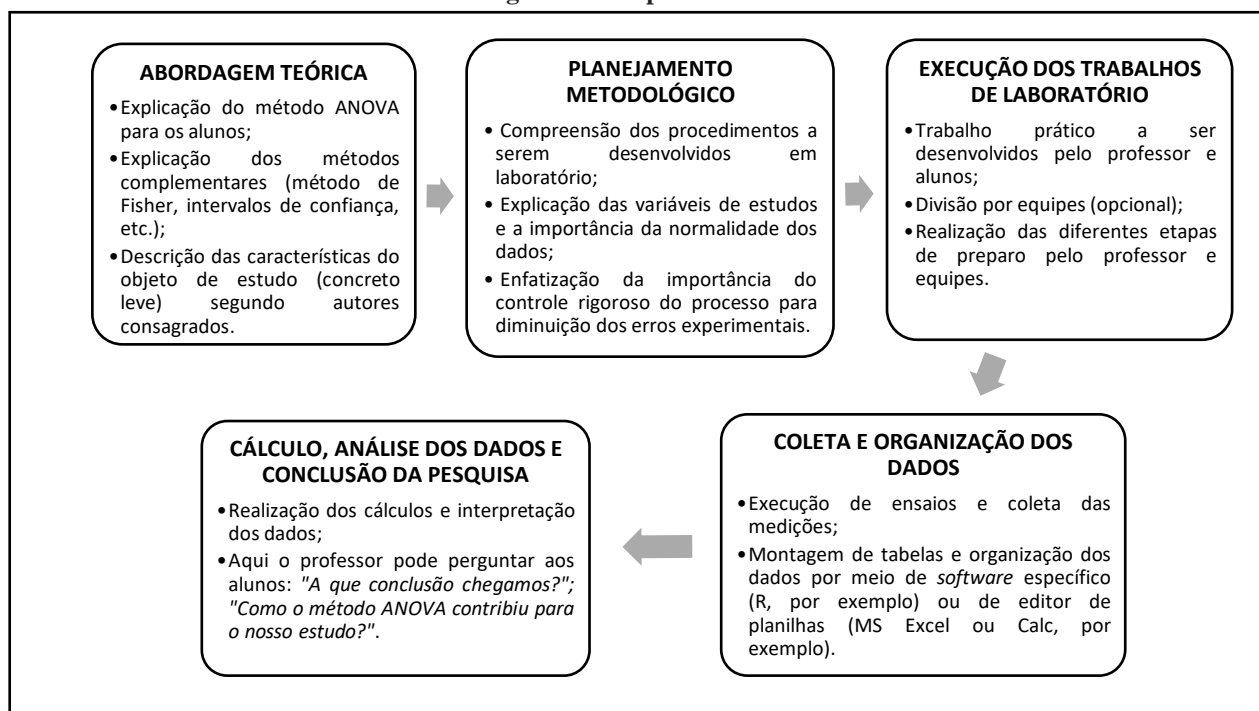 ABORDAGEM TEÓRICA
•Explicação do método ANOVA
para os alunos;
•Explicação dos métodos
complementares (método de
Fisher, intervalos de confiança,
etc.);
•Descrição das características do
objeto de estudo (concreto
leve) segundo autores
consagrados.
PLANEJAMENTO
METODOLÓGICO
• Compreensão dos procedimentos a
serem desenvolvidos em
laboratório;
• Explicação das variáveis de estudos
e a importância da normalidade dos
dados;
• Enfatização da importância do
controle rigoroso do processo para
diminuição dos erros experimentais.
EXECUÇÃO DOS TRABALHOS
DE LABORATÓRIO
•Trabalho prático a ser
desenvolvidos pelo professor e
alunos;
•Divisão por equipes (opcional);
•Realização das diferentes etapas
de preparo pelo professor e
equipes.
COLETA E ORGANIZAÇÃO DOS
DADOS
•Execução de ensaios e coleta das
medições;
•Montagem de tabelas e organização dos
dados por meio de software específico
(R, por exemplo) ou de editor de
planilhas (MS Excel ou Calc, por
exemplo).
CÁLCULO, ANÁLISE DOS DADOS E
CONCLUSÃO DA PESQUISA
•Realização dos cálculos e interpretação
dos dados;
•Aqui o professor pode perguntar aos
alunos: "A que conclusão chegamos?";
"Como o método ANOVA contribiu para
o nosso estudo?".